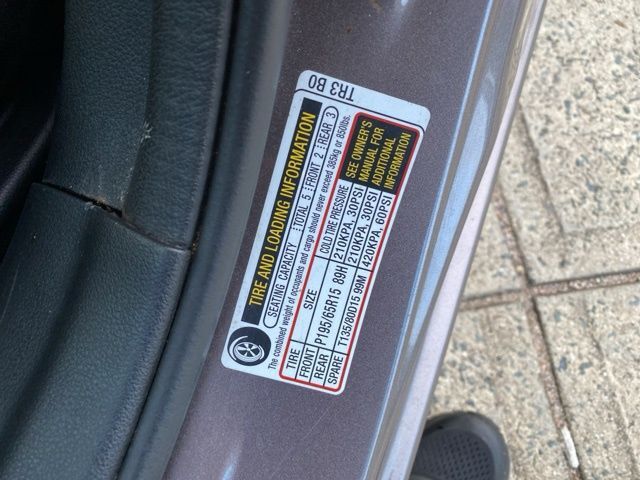 TR3 B0
TIRE AND LOADING INFORMATION
SEATING CAPACITY TOTAL 5 FRONT 2 REAR 3
The combined weight of occupants and cargo should never exceed 385kg or 850lbs.
TIRE SIZE COLD TIRE PRESSURE
FRONT P195/65R15 89H 210KPA, 30PSI
REAR 210KPA, 30PSI
SPARE T135/80D15 99M 420KPA, 60PSI
SEE OWNER'S
MANUAL FOR
ADDITIONAL
INFORMATION